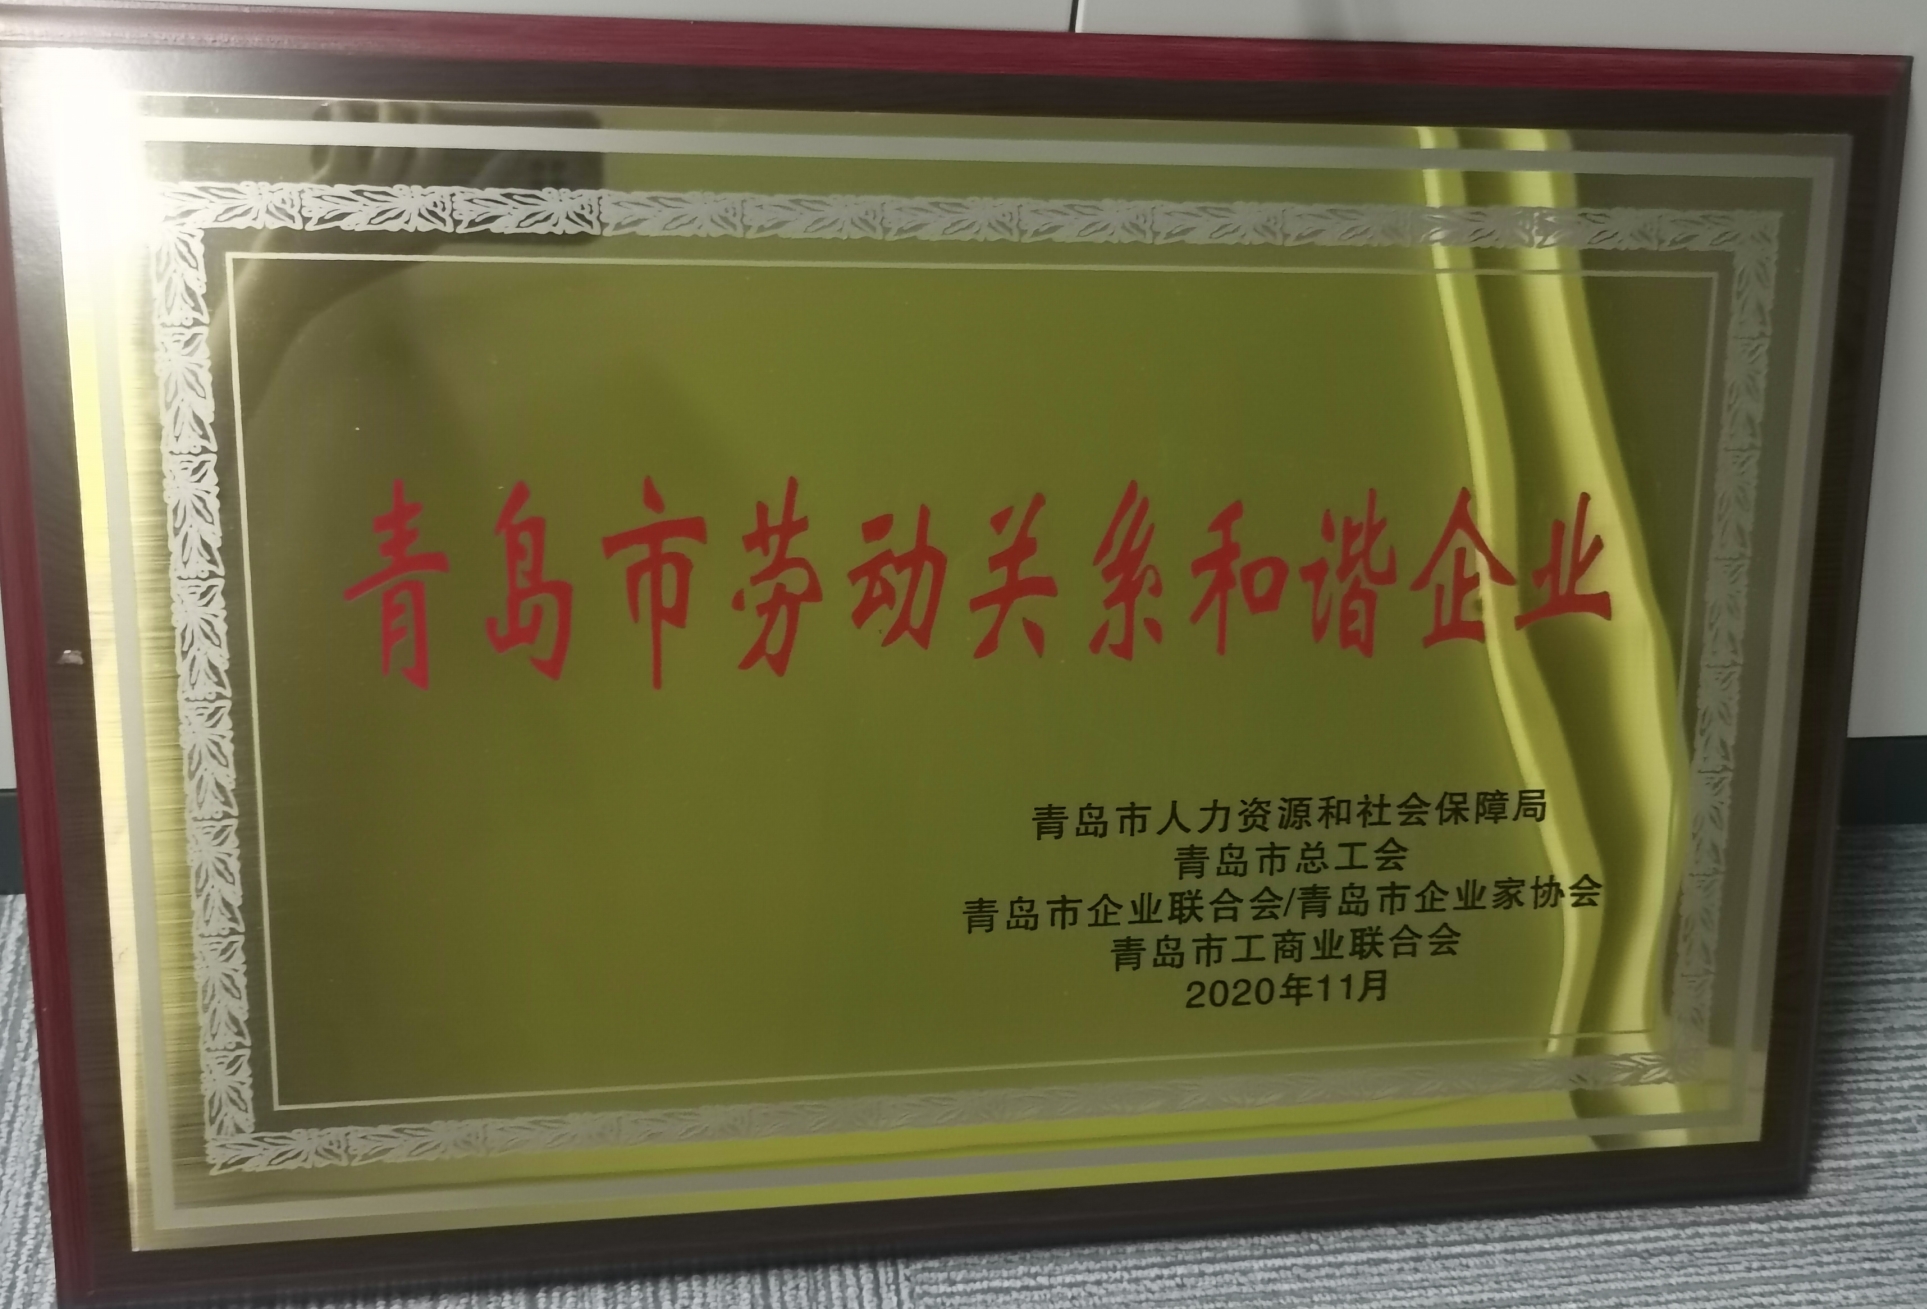 青岛市劳动关系和谐企业
青岛市人力资源和社会保障局
青岛市总工会
青岛市企业联合会/青岛市企业家协会
青岛市工商业联合会
2020年11月